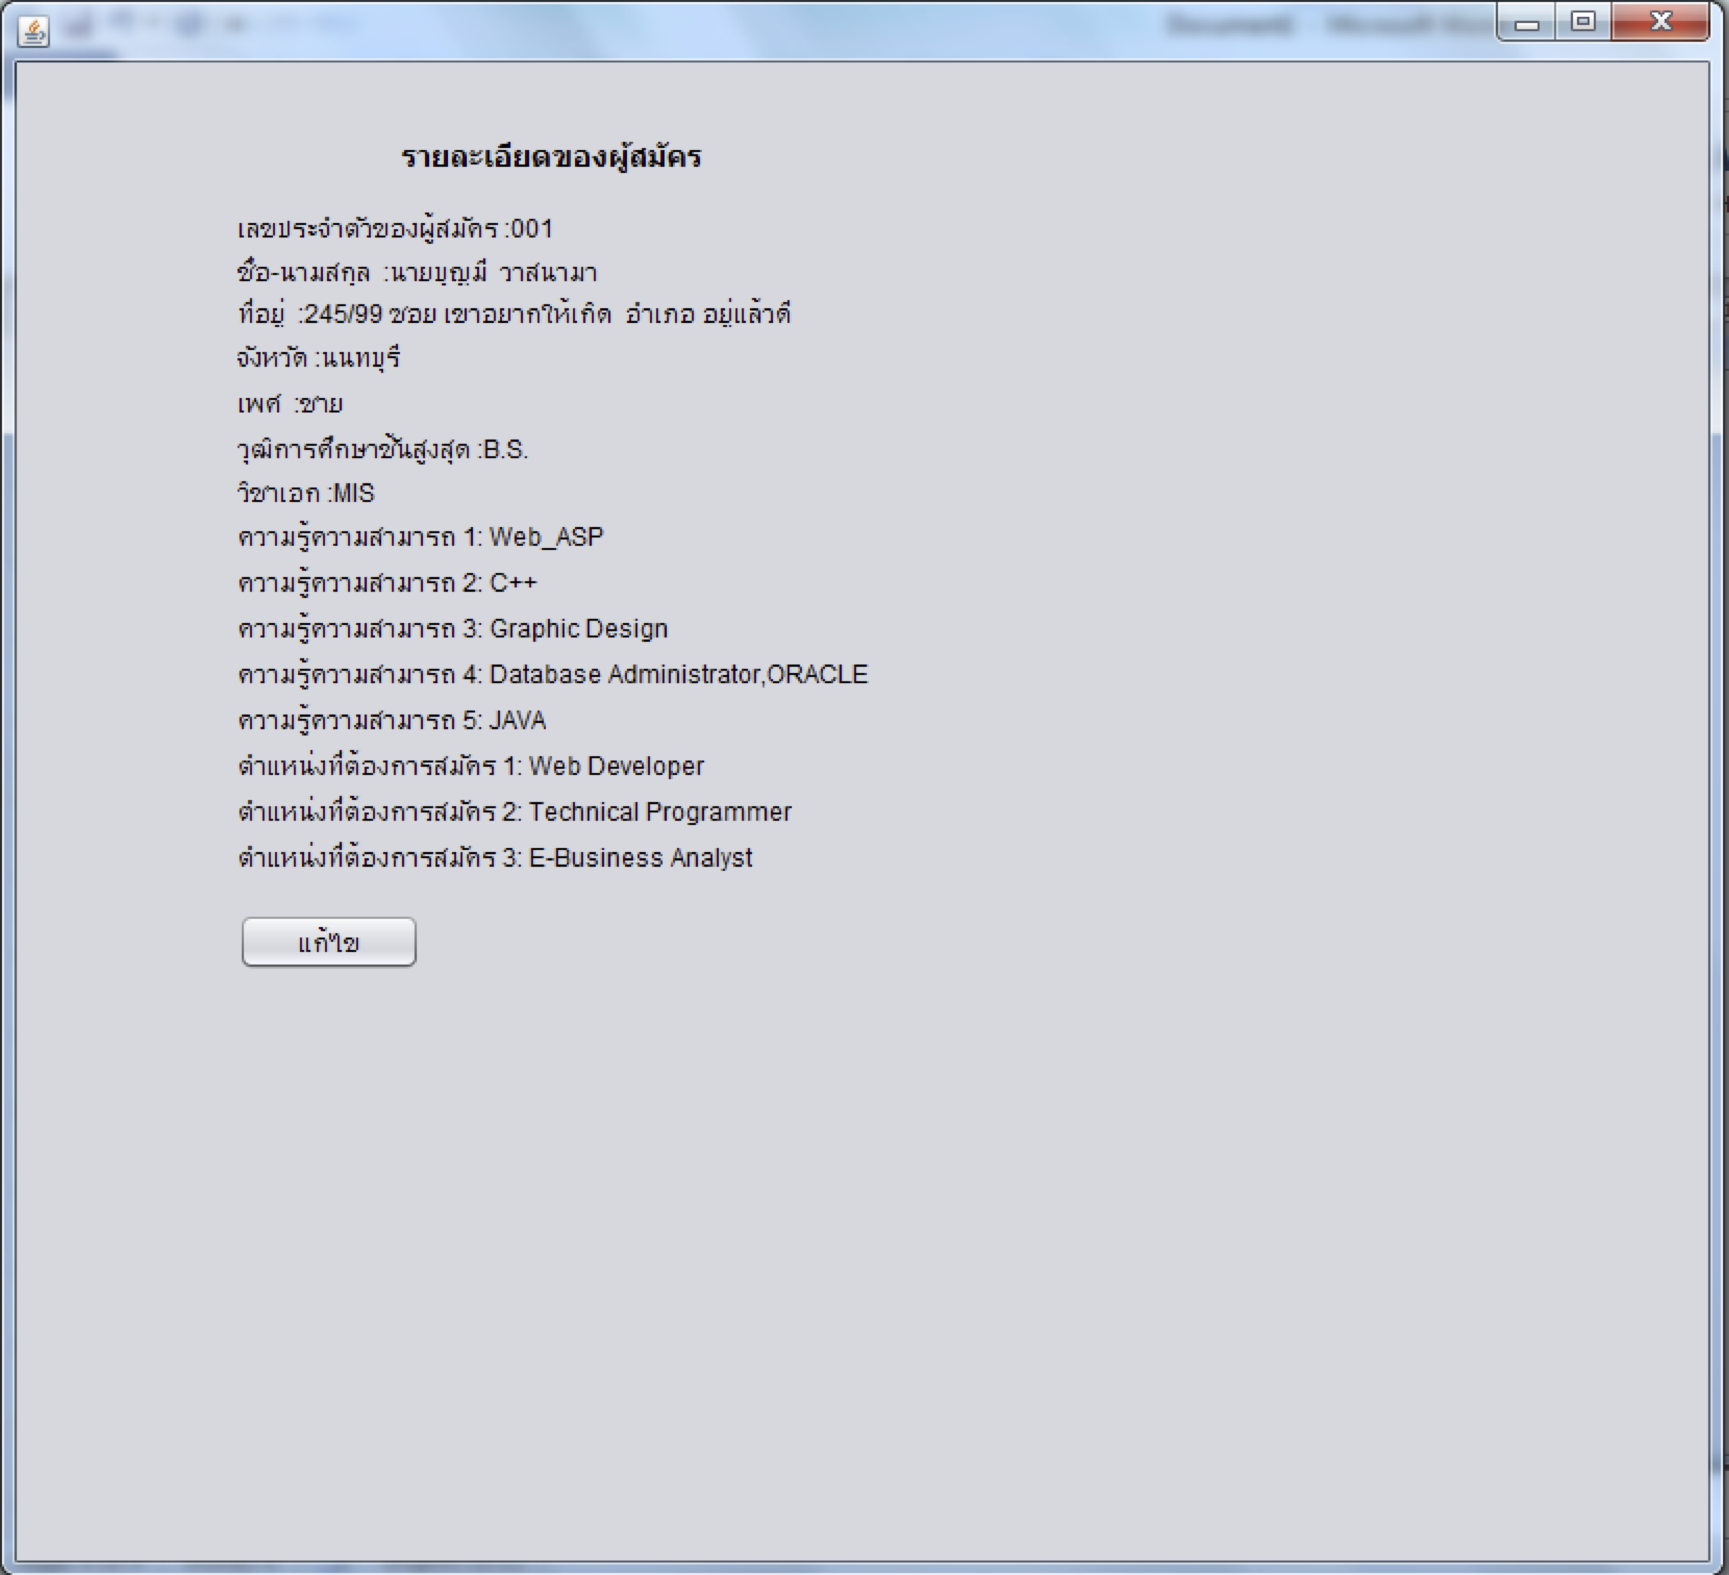 รายละเอียดของผู้สมัคร
เลขประจำตัวของผู้สมัคร :001
ชื่อ-นามสกุล :นายบุญมี วาสนามา
ที่อยู่ :245/99 ซอย เขาอยากให้เกิด อำเภอ อยู่แล้วดี
จังหวัด :นนทบุรี
เพศ :ชาย
วุฒิการศึกษาชั้นสูงสุด :B.S.
วิชาเอก :MIS
ความรู้ความสามารถ 1: Web_ASP
ความรู้ความสามารถ 2: C++
ความรู้ความสามารถ 3: Graphic Design
ความรู้ความสามารถ 4: Database Administrator,ORACLE
ความรู้ความสามารถ 5: JAVA
ตำแหน่งที่ต้องการสมัคร 1: Web Developer
ตำแหน่งที่ต้องการสมัคร 2: Technical Programmer
ตำแหน่งที่ต้องการสมัคร 3: E-Business Analyst
แก้ไข